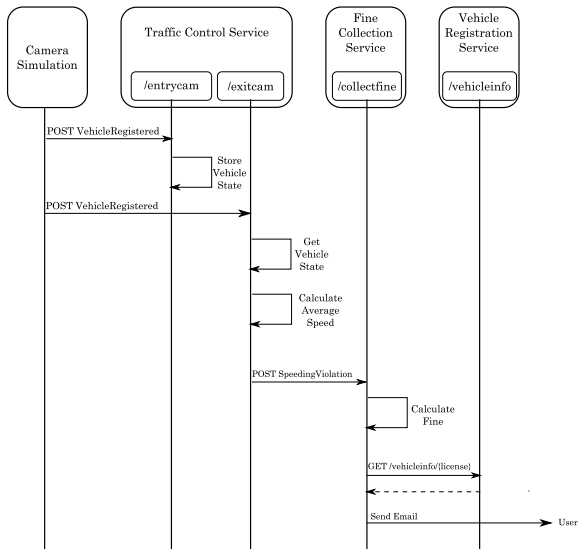 Camera
Simulation
Traffic Control Service
/entrycam
/exitcam
Fine
Collection
Service
/collectfine
Vehicle
Registration
Service
/vehicleinfo
POST VehicleRegistered
Store
Vehicle
State
POST VehicleRegistered
Get
Vehicle
State
Calculate
Average
Speed
POST SpeedingViolation
Calculate
Fine
GET /vehicleinfo/{license}
Send Email
User